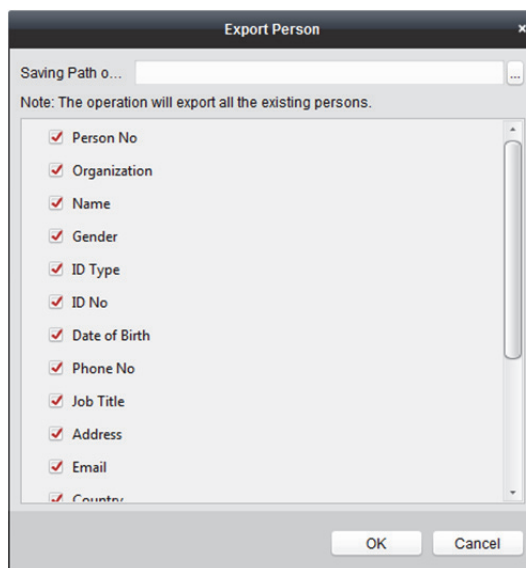 Export Person
×
Saving Path o...
...
Note: The operation will export all the existing persons.
Person No
Organization
Name
Gender
ID Type
ID No
Date of Birth
Phone No
Job Title
Address
Email
Country
OK
Cancel